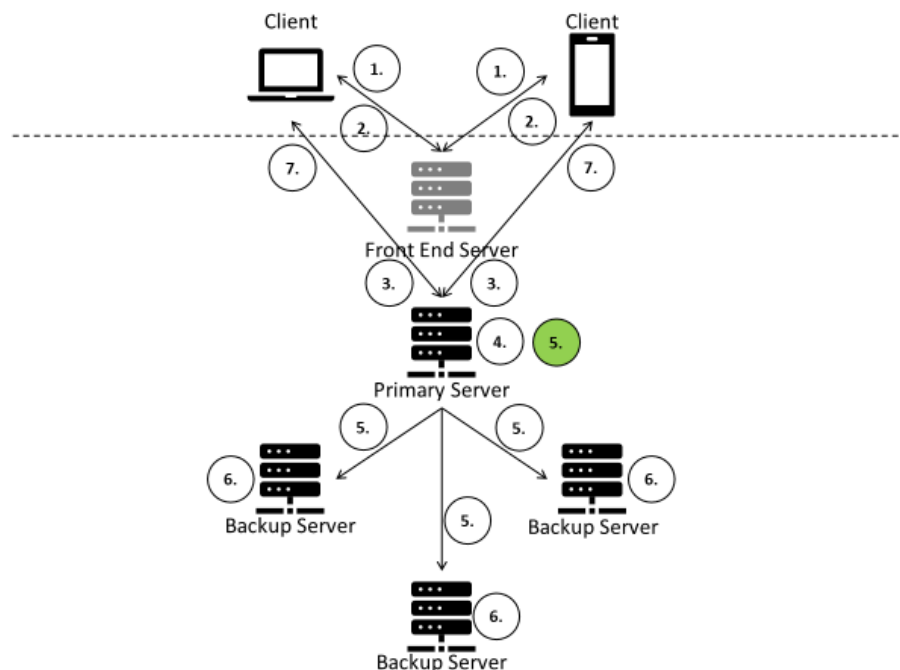 Client
Client
1.
1.
2.
2.
7.
7.
Front End Server
3.
3.
4.
5.
Primary Server
5.
5.
6.
6.
Backup Server
Backup Server
5.
6.
Backup Server